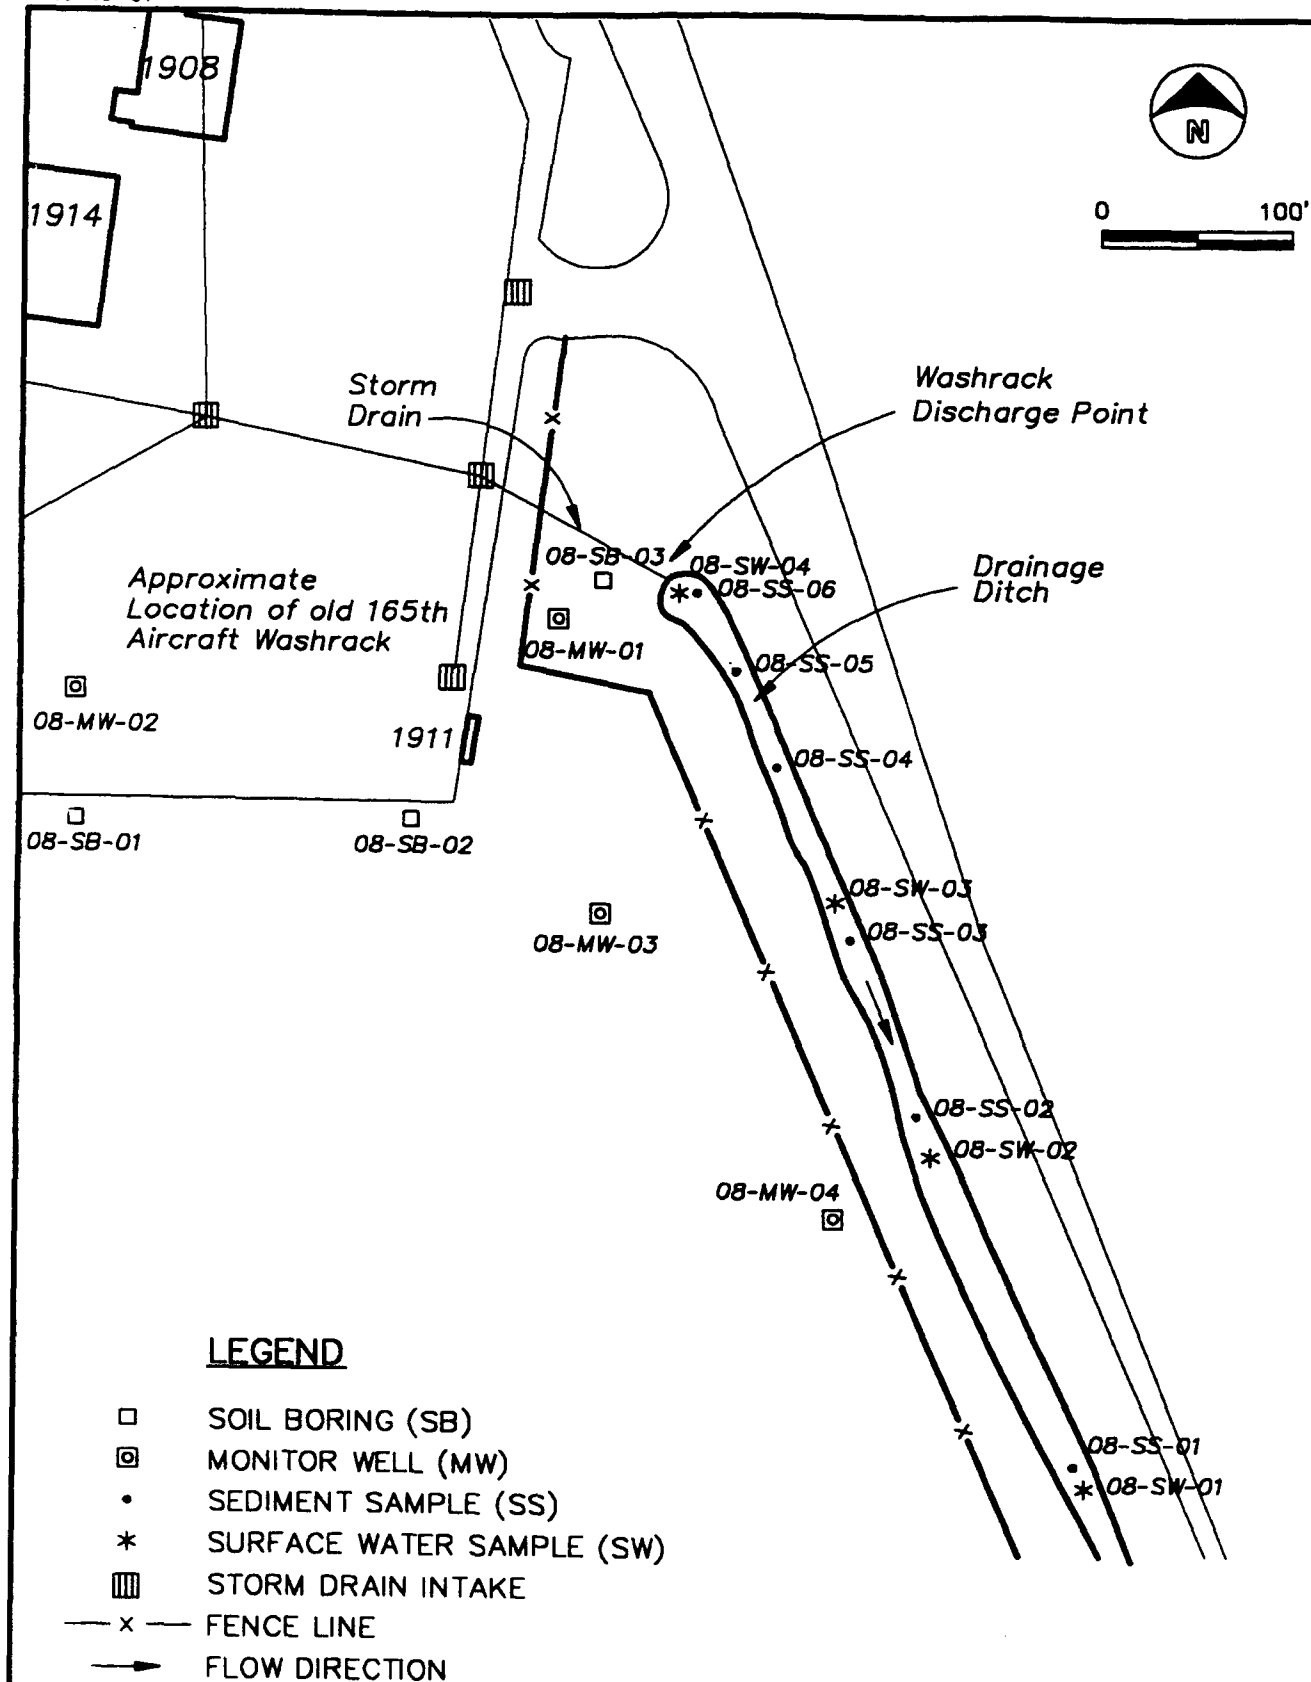 1908
N
0 100'
1914
Storm
Drain
Washrack
Discharge Point
08-SB-03
08-SW-04
08-SS-06
Drainage
Ditch
Approximate
Location of old 165th
Aircraft Washrack
08-MW-01
08-SS-05
08-MW-02
1911
08-SS-04
08-SB-01
08-SB-02
08-SW-03
08-SS-03
08-MW-03
08-SS-02
08-SW-02
08-MW-04
LEGEND
SOIL BORING (SB)
MONITOR WELL (MW)
SEDIMENT SAMPLE (SS)
SURFACE WATER SAMPLE (SW)
STORM DRAIN INTAKE
x FENCE LINE
FLOW DIRECTION
08-SS-01
08-SW-01